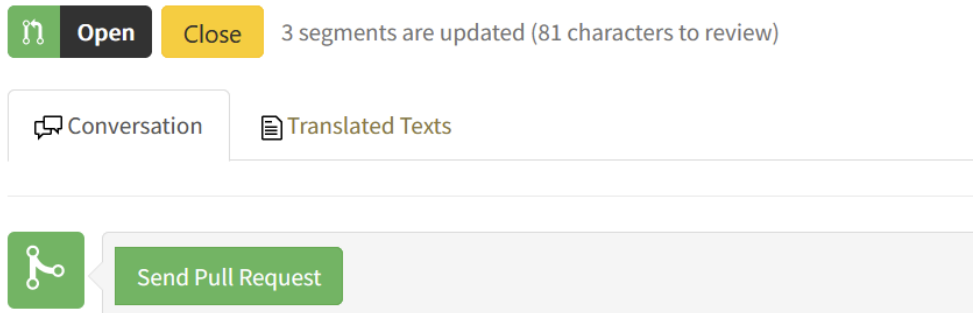 Open Close 3 segments are updated (81 characters to review)
Conversation Translated Texts
Send Pull Request